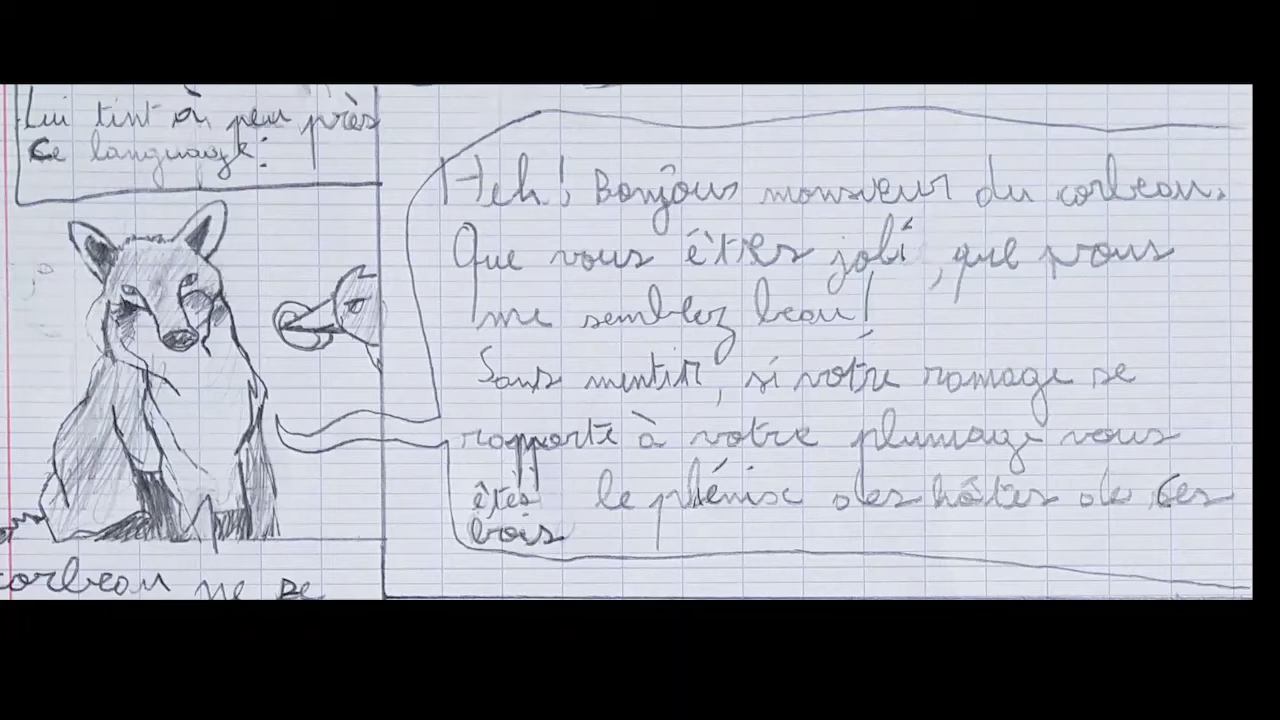 Lui tint à peu près
ce languaage:
Heh! Bonjour monsieur du corbeau.
Que vous êtes joli, que vous
me semblez beau!
Sans mentir, si votre ramage se
rapporte à votre plumage vous
êtes le phénix des hôtes de ces
bois
corbeau ne se